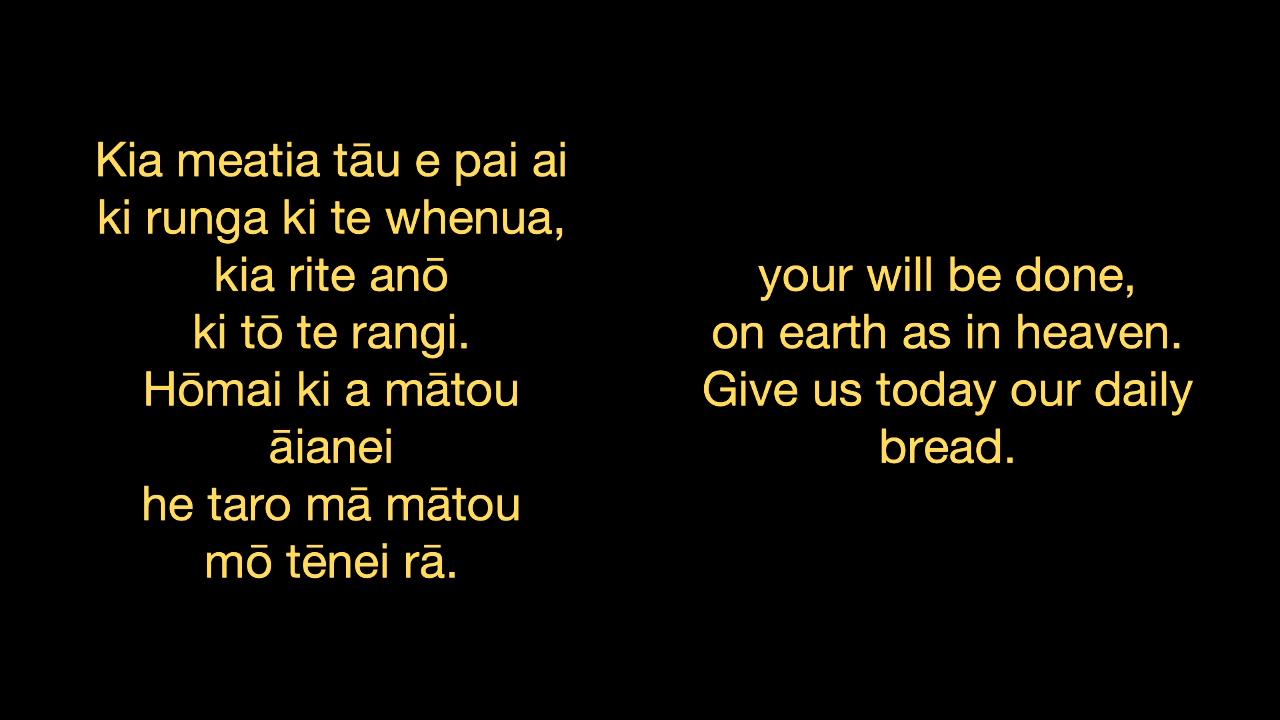 Kia meatia tāu e pai ai
ki runga ki te whenua,
kia rite anō
ki tō te rangi.
Hōmai ki a mātou
āianei
he taro mā mātou
mō tēnei rā.
your will be done,
on earth as in heaven.
Give us today our daily
bread.